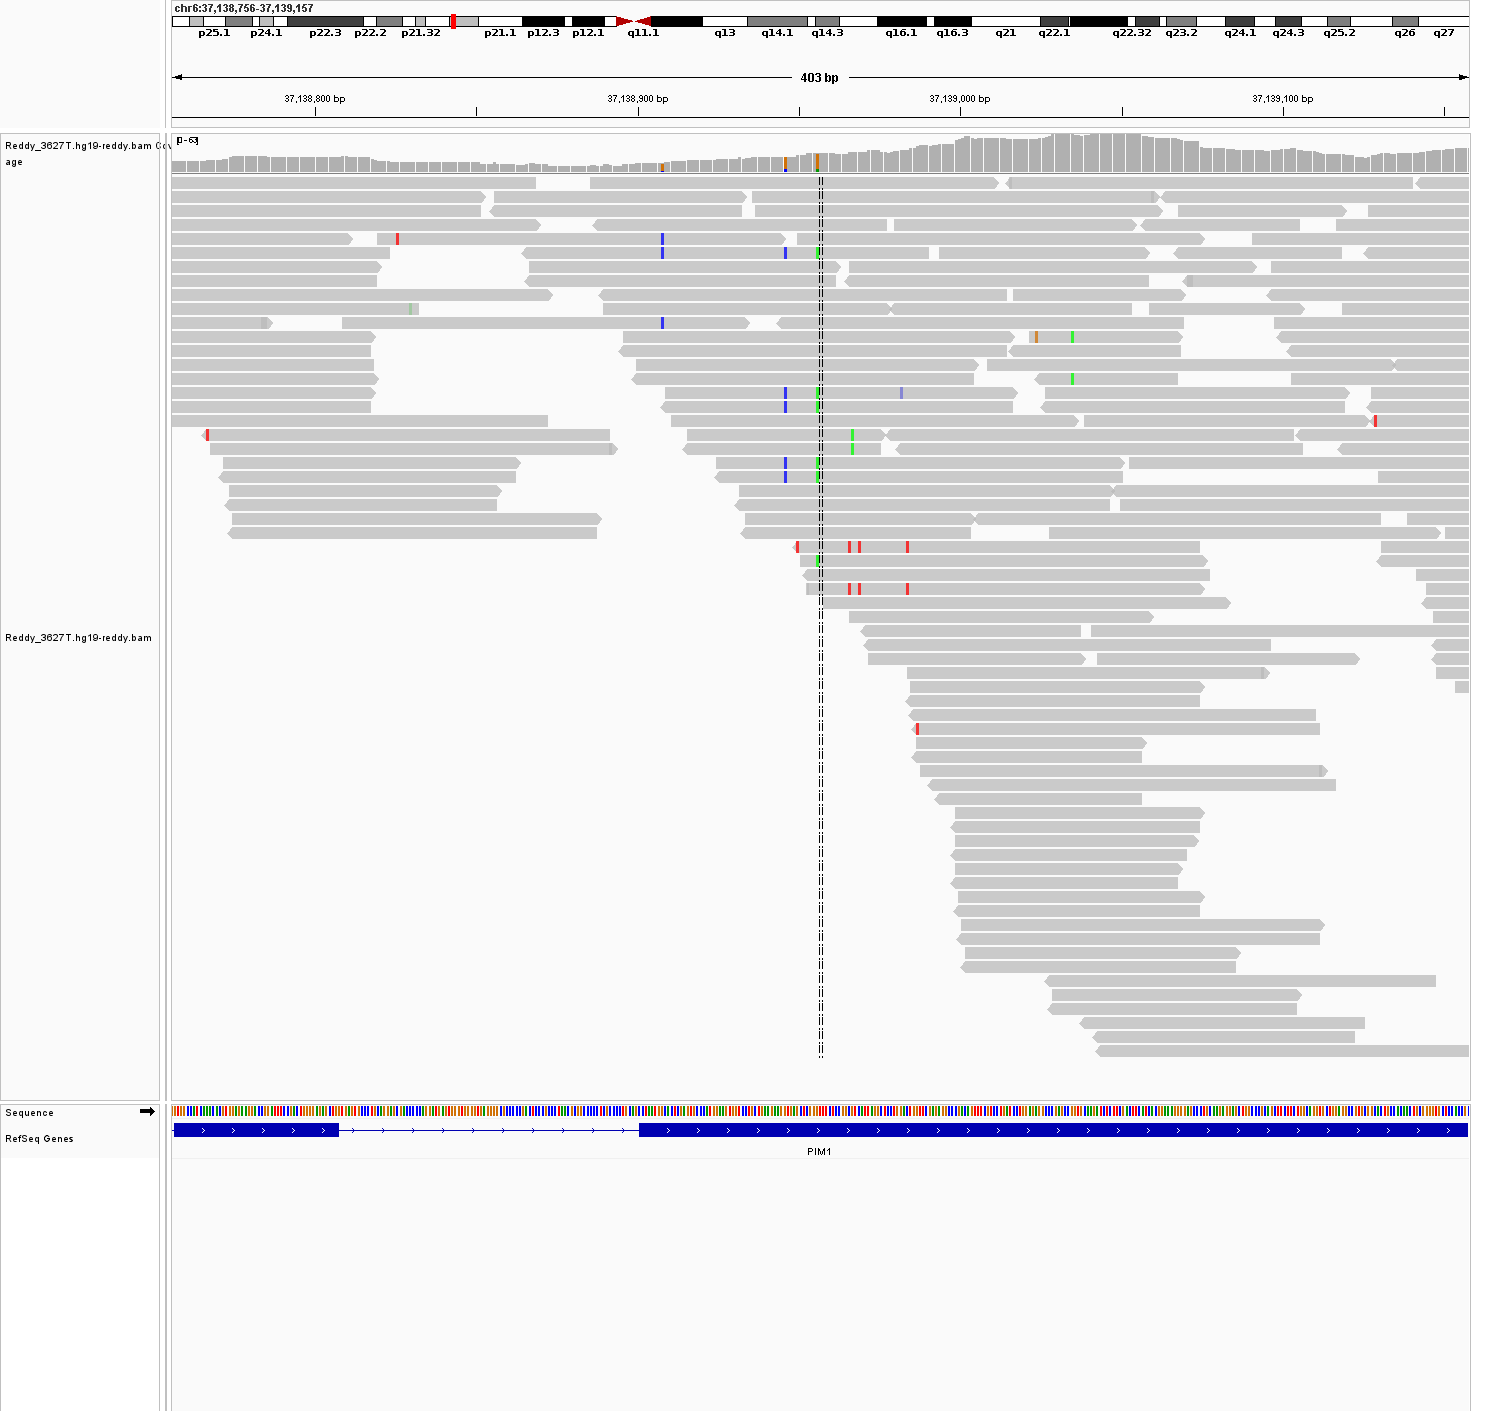 chr6:37,138,756-37,139,157
p25.1 p24.1 p22.3 p22.2 p21.32 p21.1 p12.3 p12.1 q11.1 q13 q14.1 q14.3 q16.1 q16.3 q21 q22.1 q22.32 q23.2 q24.1 q24.3 q25.2 q26 q27
403 bp
37,138,800 bp 37,138,900 bp 37,139,000 bp 37,139,100 bp
[0 - 63]
Reddy_3627T.hg19-reddy.bam Cov
age
Reddy_3627T.hg19-reddy.bam
Sequence
RefSeq Genes
PIM1